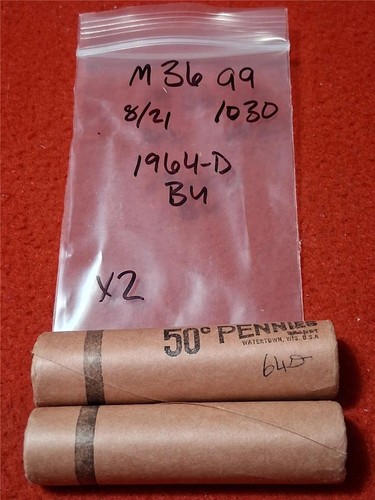 M36 99
8/21 1030
1964-D
BU
X2
50¢ PENNIES
WATERTOWN, WIS. U.S.A
64D